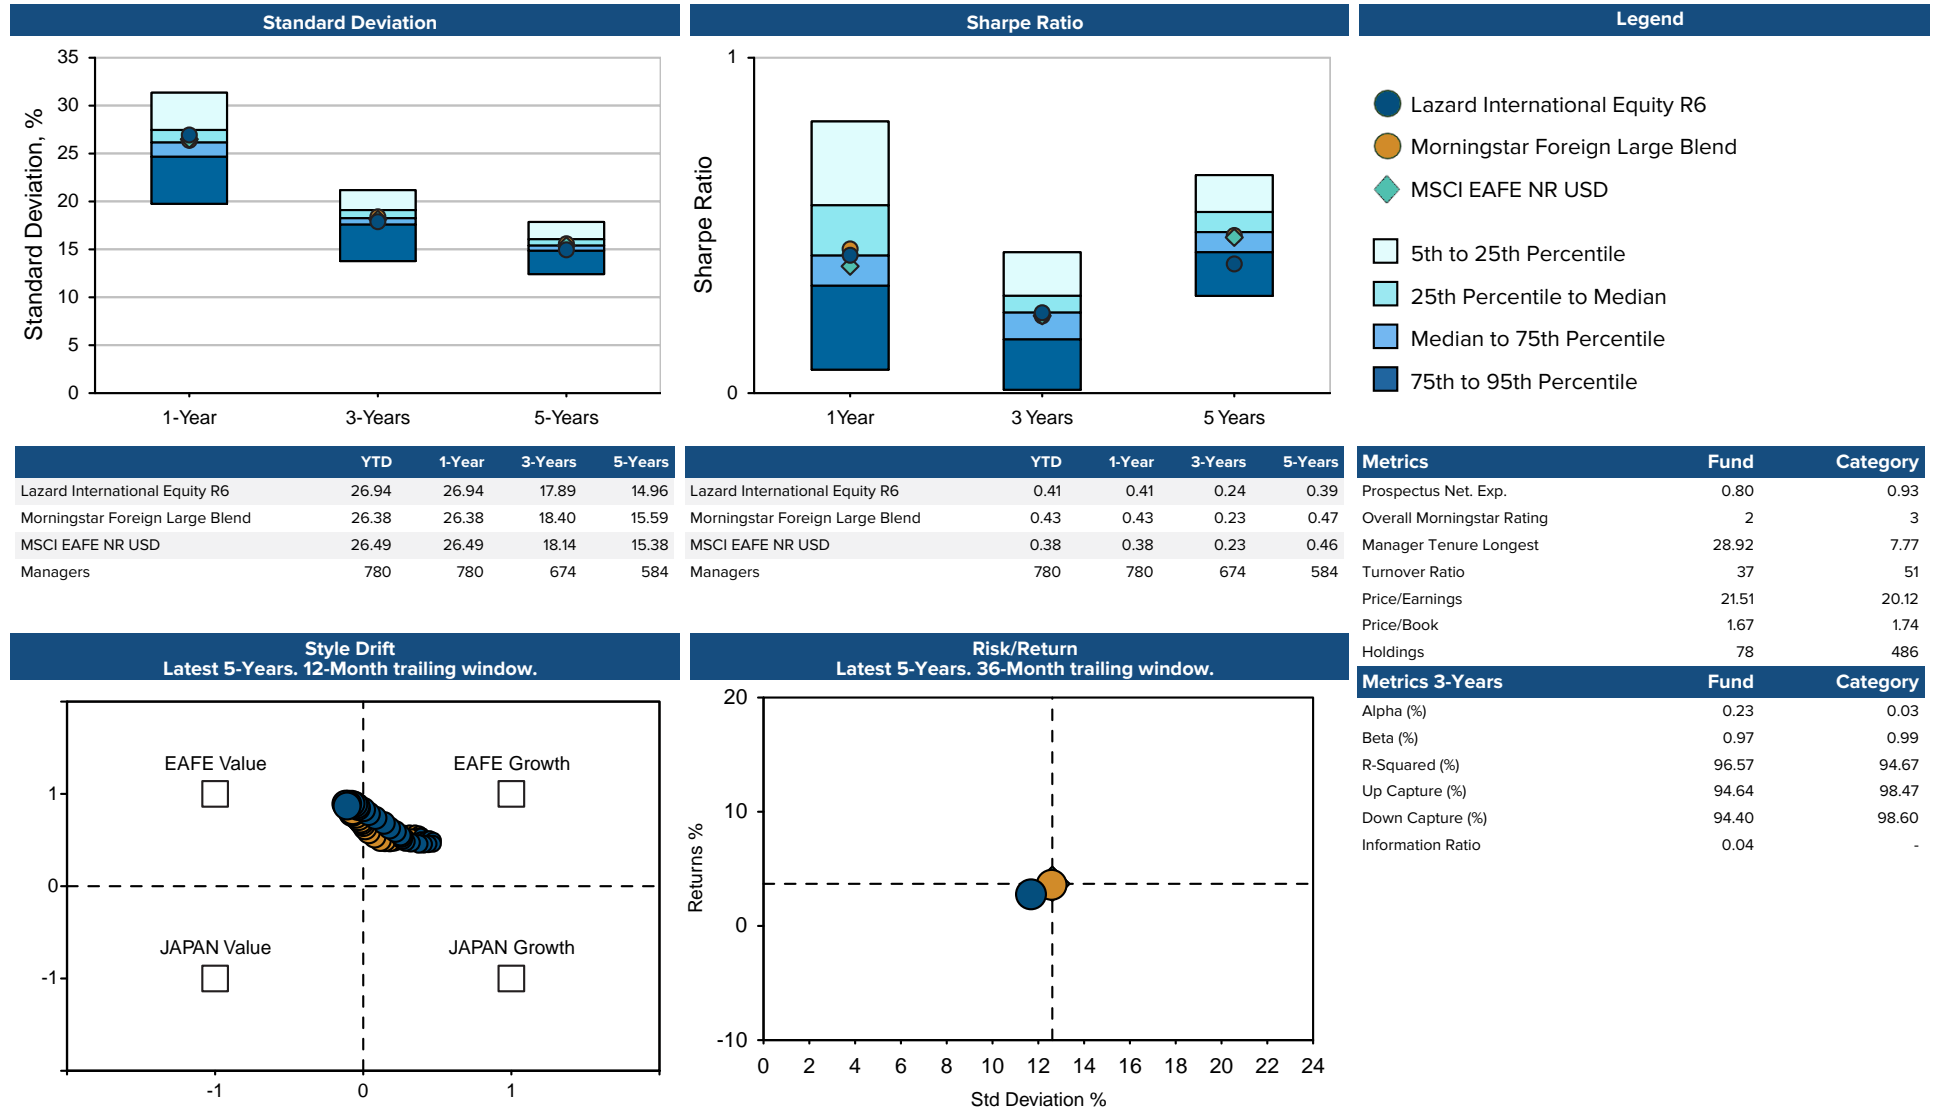 Standard Deviation
Sharpe Ratio
Legend
35
30
25
20
15
10
5
0
Standard Deviation, %
1-Year
3-Years
5-Years
1
0
Sharpe Ratio
1 Year
3 Years
5 Years
Lazard International Equity R6
Morningstar Foreign Large Blend
MSCI EAFE NR USD
5th to 25th Percentile
25th Percentile to Median
Median to 75th Percentile
75th to 95th Percentile
YTD 1-Year 3-Years 5-Years
Lazard International Equity R6 26.94 26.94 17.89 14.96
Morningstar Foreign Large Blend 26.38 26.38 18.40 15.59
MSCI EAFE NR USD 26.49 26.49 18.14 15.38
Managers 780 780 674 584
YTD 1-Year 3-Years 5-Years
Lazard International Equity R6 0.41 0.41 0.24 0.39
Morningstar Foreign Large Blend 0.43 0.43 0.23 0.47
MSCI EAFE NR USD 0.38 0.38 0.23 0.46
Managers 780 780 674 584
Metrics Fund Category
Prospectus Net. Exp. 0.80 0.93
Overall Morningstar Rating 2 3
Manager Tenure Longest 28.92 7.77
Turnover Ratio 37 51
Price/Earnings 21.51 20.12
Price/Book 1.67 1.74
Holdings 78 486
Metrics 3-Years Fund Category
Alpha (%) 0.23 0.03
Beta (%) 0.97 0.99
R-Squared (%) 96.57 94.67
Up Capture (%) 94.64 98.47
Down Capture (%) 94.40 98.60
Information Ratio 0.04 -
Style Drift
Latest 5-Years. 12-Month trailing window.
EAFE Value
EAFE Growth
JAPAN Value
JAPAN Growth
1
0
-1
-1 0 1
Risk/Return
Latest 5-Years. 36-Month trailing window.
20
10
0
-10
Returns %
0 2 4 6 8 10 12 14 16 18 20 22 24
Std Deviation %